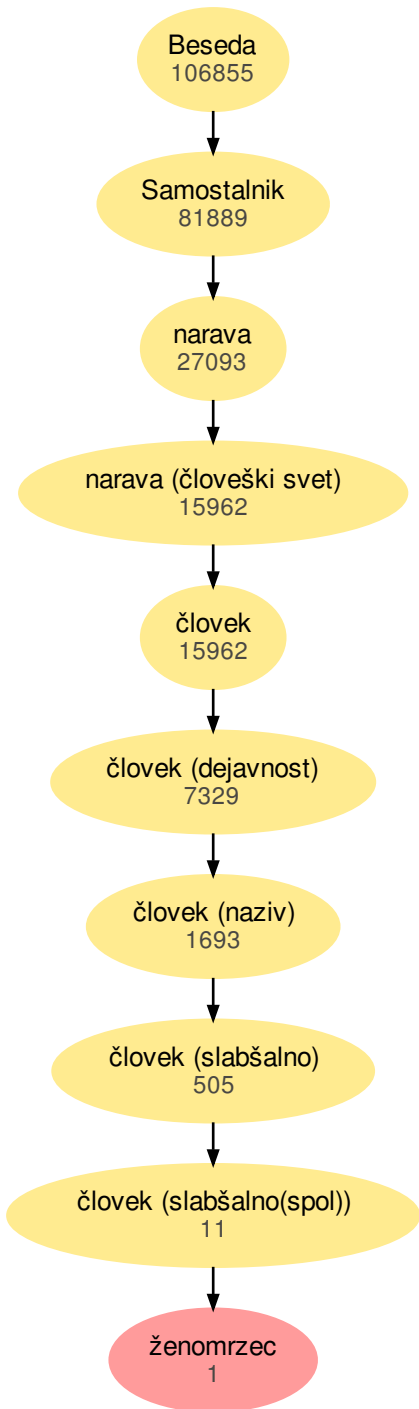 Beseda
106855
Samostalnik
81889
narava
27093
narava (človeški svet)
15962
človek
15962
človek (dejavnost)
7329
človek (naziv)
1693
človek (slabšalno)
505
človek (slabšalno(spol))
11
ženomrzec
1